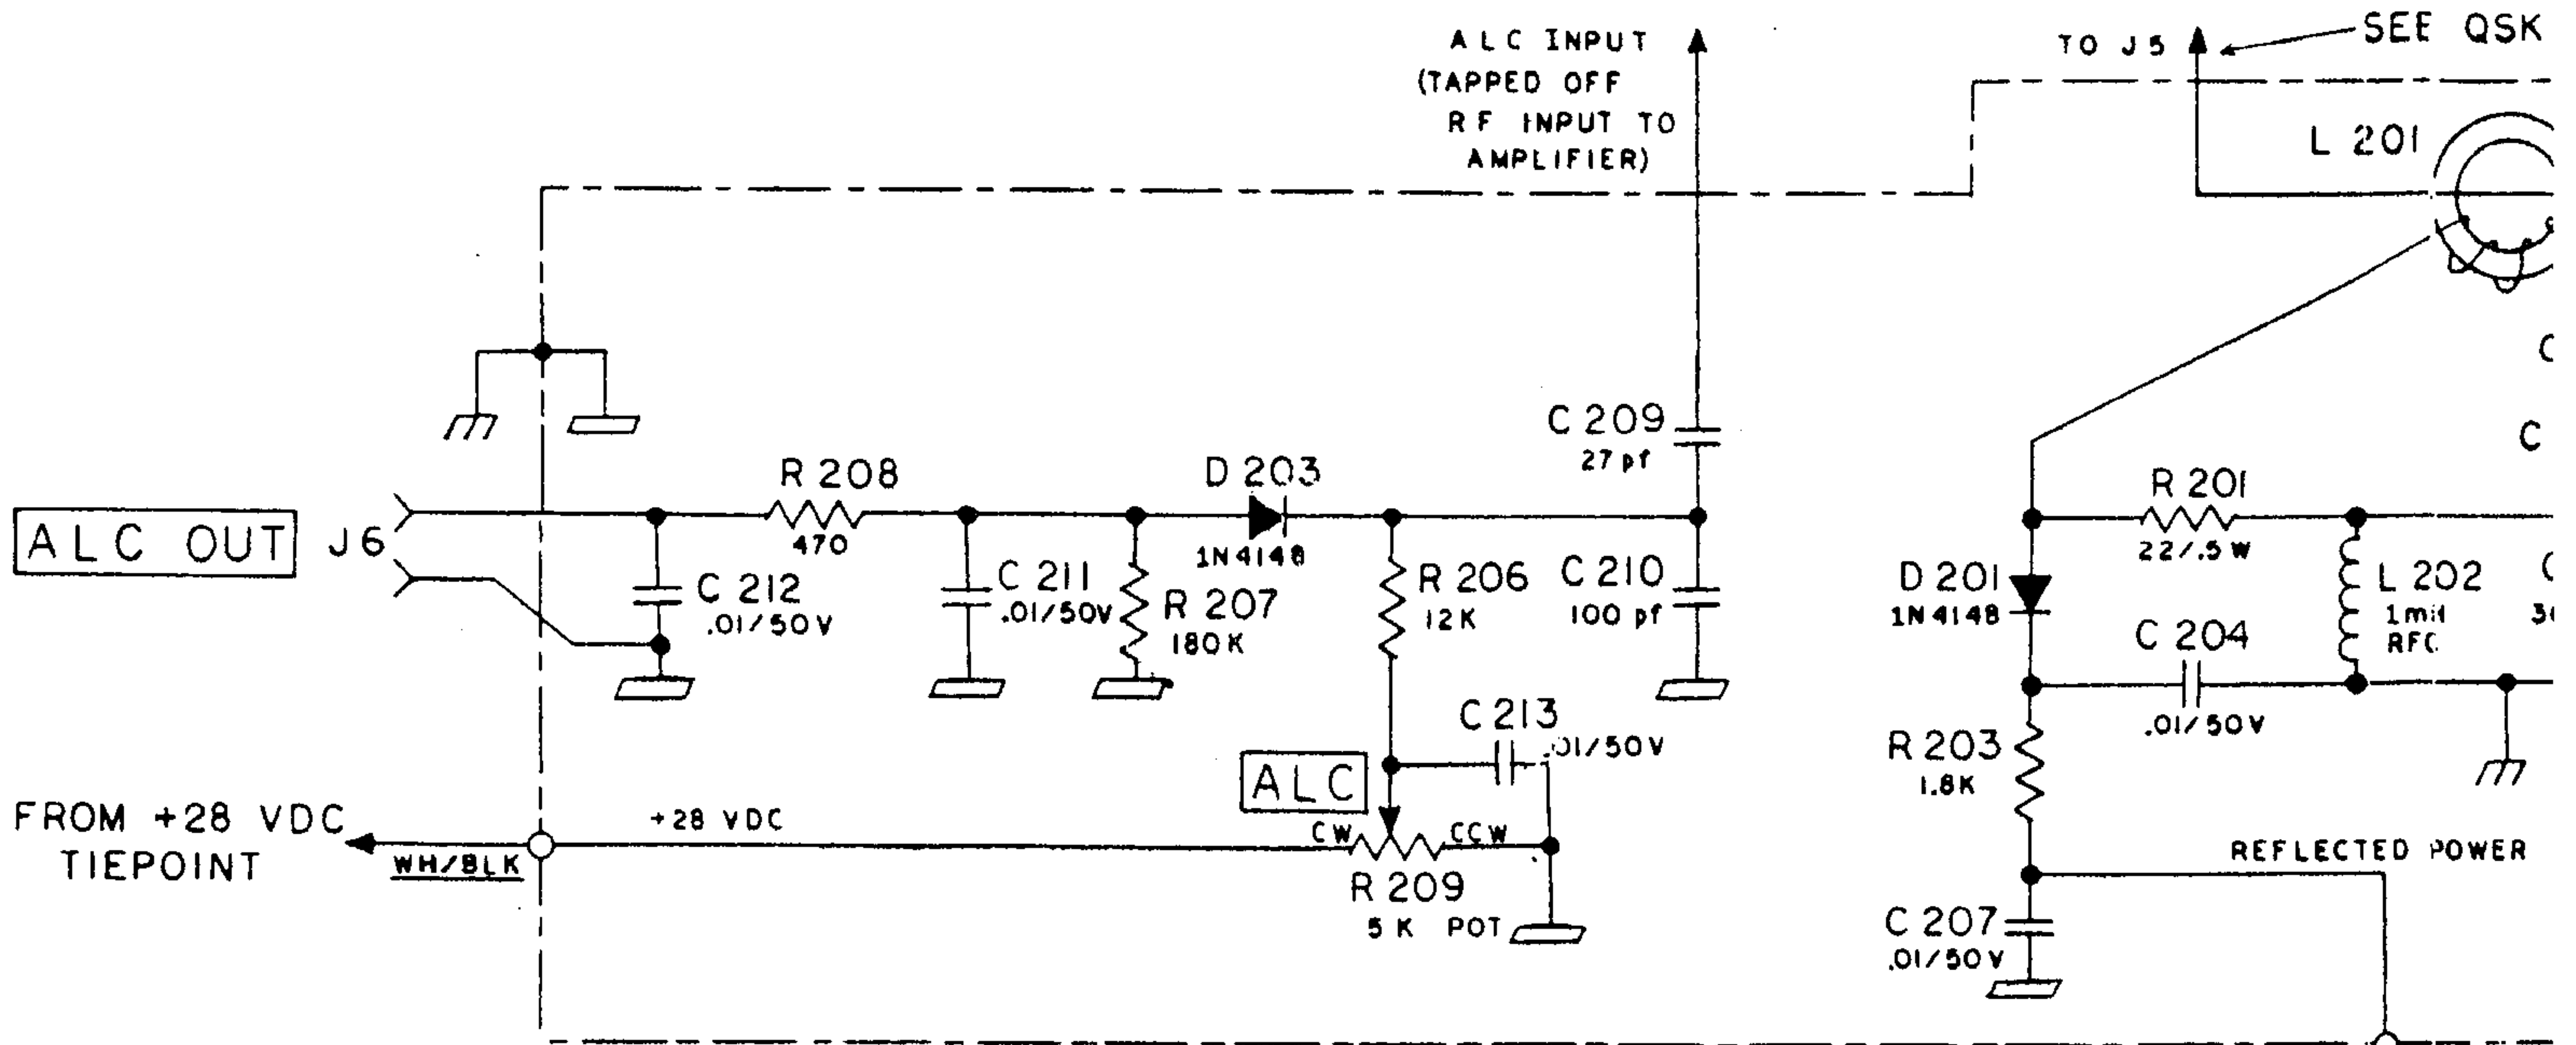 ALC INPUT
(TAPPED OFF
RF INPUT TO
AMPLIFIER)
TO J5
SEE QSK
L 201
C 209
27 pf
R 208
470
D 203
1N4148
R 201
22/.5W
ALC OUT
J6
C 212
.01/50V
C 211
.01/50V
R 207
180K
R 206
12K
C 210
100 pf
D 201
1N4148
L 202
1mH
RFC
C 204
.01/50V
C 213
.01/50V
R 203
1.8K
ALC
FROM +28 VDC
TIEPOINT
WH/BLK
+28 VDC
CW
CCW
R 209
5K POT
REFLECTED POWER
C 207
.01/50V